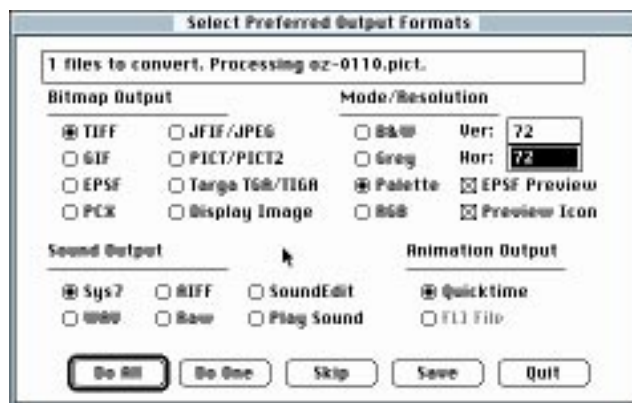 Select Preferred Output Formats
1 files to convert. Processing oz-0110.pict.
Bitmap Output Mode/Resolution
TIFF JFIF/JPEG B&W Ver: 72
GIF PICT/PICT2 Grey Hor: 72
EPSF Targa TGA/TIGA Palette EPSF Preview
PCX Display Image RGB Preview Icon
Sound Output Animation Output
Sys7 AIFF SoundEdit Quicktime
WAV Raw Play Sound FLI File
Do All Do One Skip Save Quit